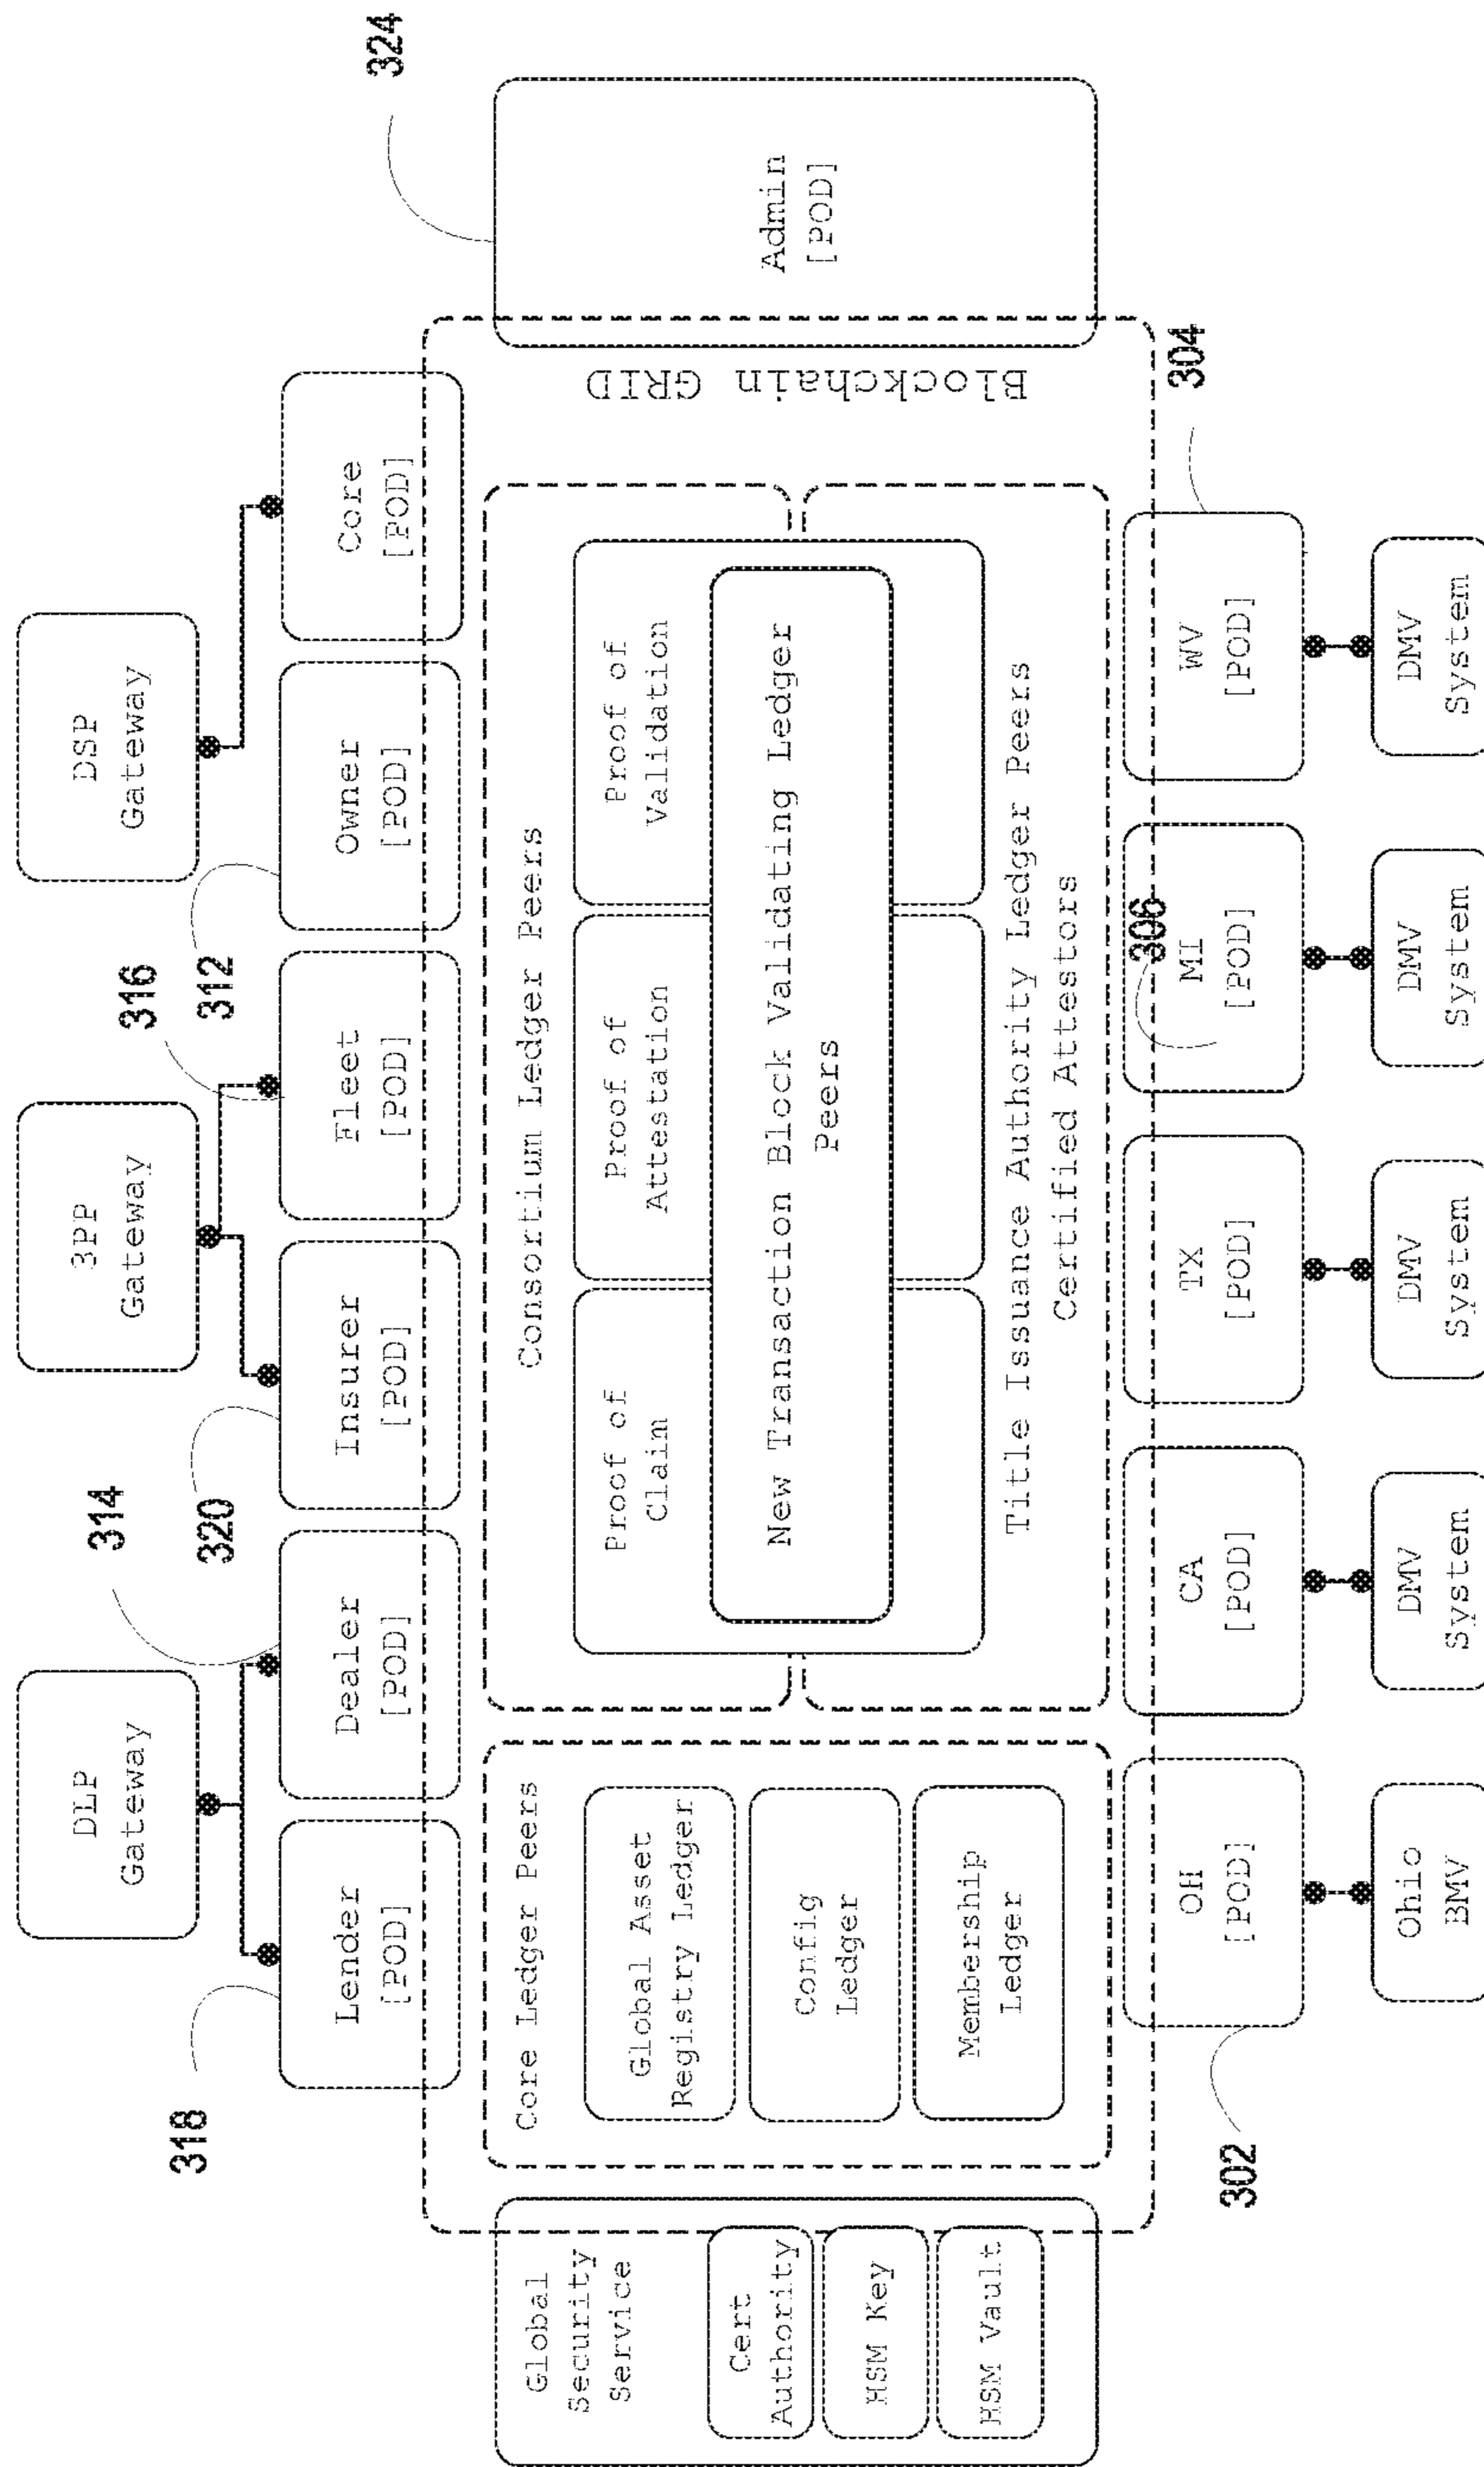 DLP
Gateway
3PP
Gateway
DSP
Gateway
318
314
320
316
312
324
Lender
[POD]
Dealer
[POD]
Insurer
[POD]
Fleet
[POD]
Owner
[POD]
Core
[POD]
Global
Security
Service
Cert
Authority
HSM Key
HSM Vault
Core Ledger Peers
Global Asset
Registry Ledger
Config
Ledger
Membership
Ledger
Consortium Ledger Peers
Proof of
Claim
Proof of
Attestation
Proof of
Validation
New Transaction Block Validating Ledger
Peers
Title Issuance Authority Ledger Peers
Certified Attestors
Blockchain GRID
Admin
[POD]
302
306
304
OH
[POD]
CA
[POD]
TX
[POD]
MI
[POD]
WV
[POD]
Ohio
BMV
DMV
System
DMV
System
DMV
System
DMV
System